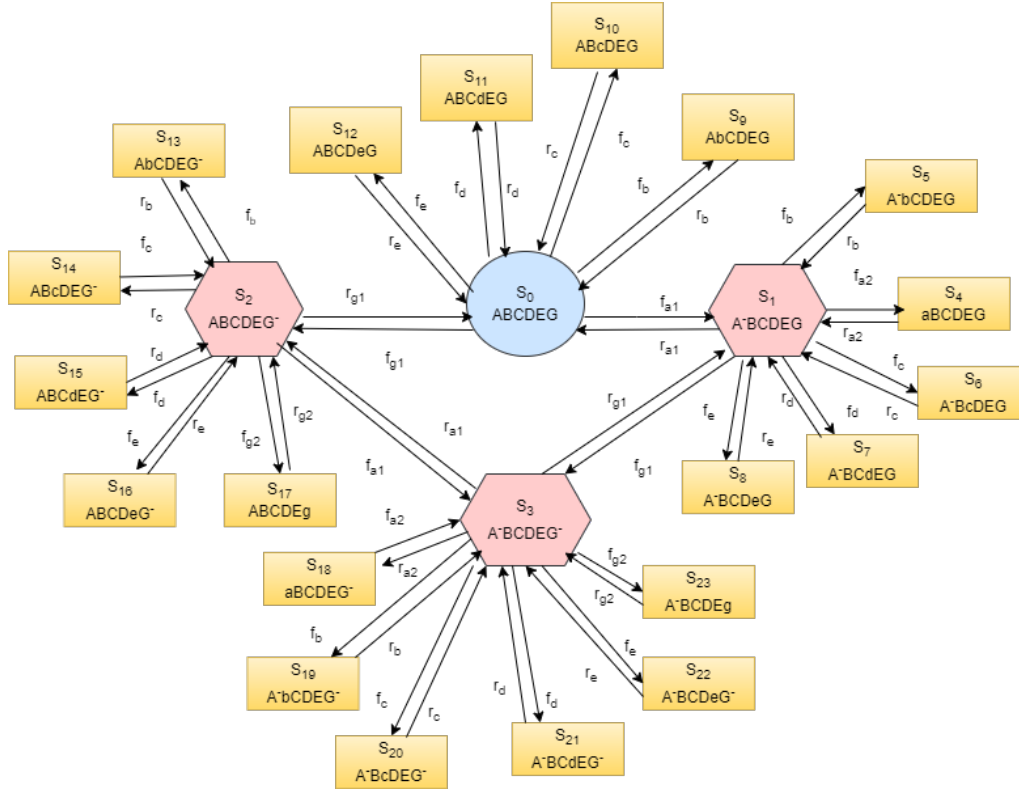 S10
ABcDEG
S11
ABCdEG
S12
ABCDeG
S9
AbCDEG
S13
AbCDEG-
S5
A-bCDEG
rc
fc
fd
rd
fe
re
fb
rb
rb
fb
fb
rb
fc
rc
S14
ABcDEG-
S2
ABCDEG-
S0
ABCDEG
S1
A-BCDEG
S4
aBCDEG
fa2
ra2
rg1
fg1
fa1
ra1
S15
ABCdEG-
rd
fd
fc
rc
S6
A-BcDEG
fe
re
fg2
rg2
ra1
fa1
rg1
fg1
fe
re
rd
fd
S16
ABCDeG-
S17
ABCDEg
S8
A-BCDeG
S7
A-BCdEG
S3
A-BCDEG-
fa2
ra2
S18
aBCDEG-
fg2
rg2
S23
A-BCDEg
fb
rb
S19
A-bCDEG-
fe
re
S22
A-BCDeG-
fc
rc
rd
fd
S20
A-BcDEG-
S21
A-BCdEG-